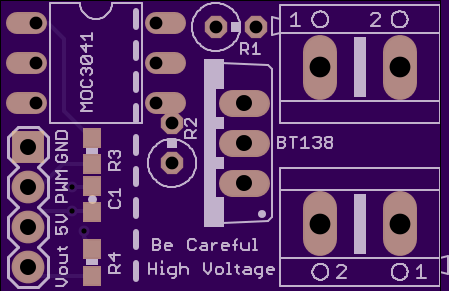 1 2
R1
MOC3041
R2
BT138
GND
PWM
5V
Vout
R3
C1
R4
Be Careful
High Voltage
2 1